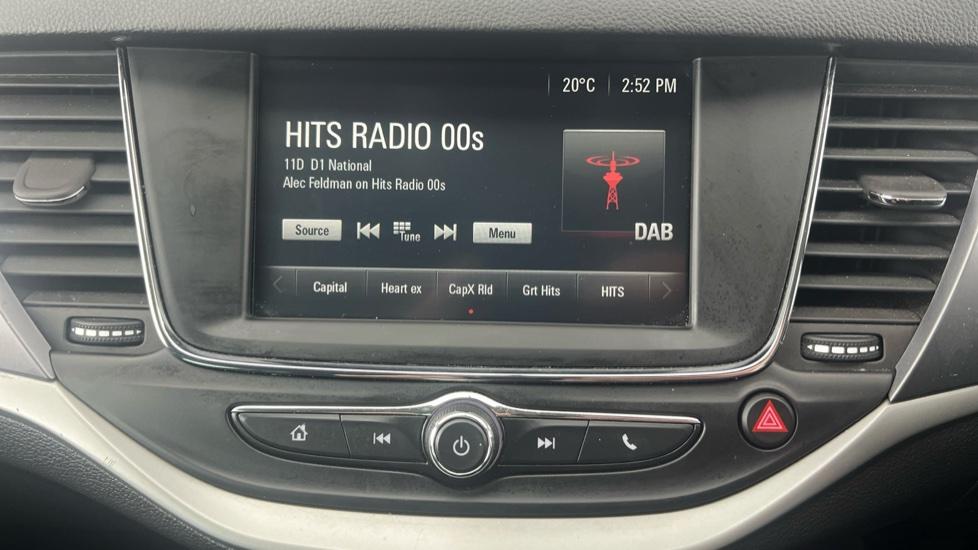 20°C 2:52 PM
HITS RADIO 00s
11D D1 National
Alec Feldman on Hits Radio 00s
Source Tune Menu
DAB
Capital Heart ex CapX Rld Grt Hits HITS